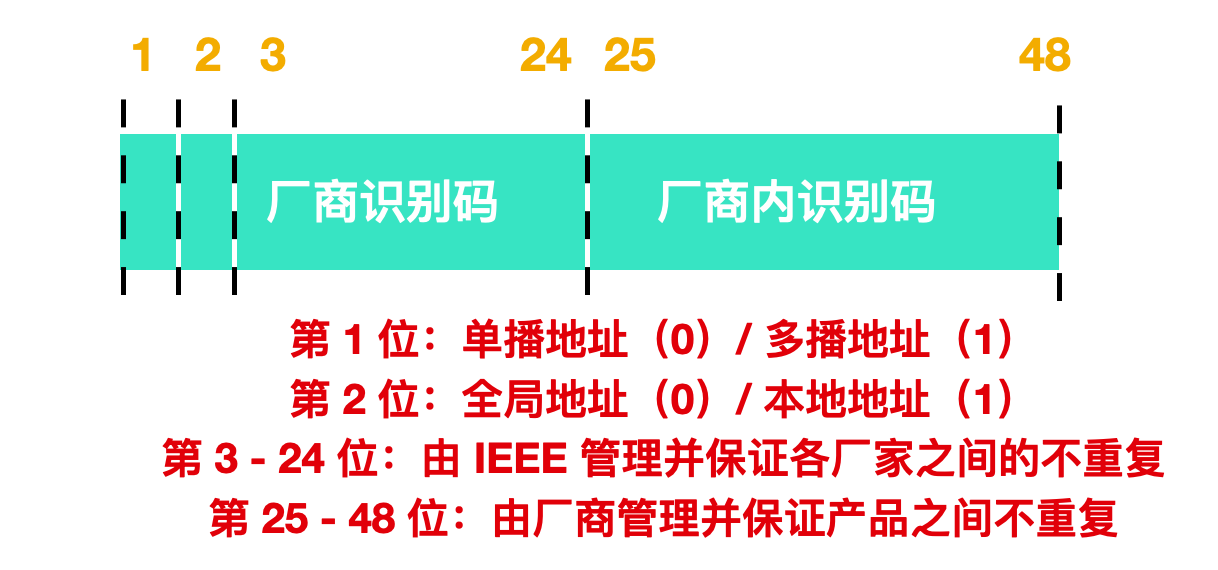 1 2 3 24 25 48
厂商识别码 厂商内识别码
第 1 位：单播地址（0）/ 多播地址（1）
第 2 位：全局地址（0）/ 本地地址（1）
第 3 - 24 位：由 IEEE 管理并保证各厂家之间的不重复
第 25 - 48 位：由厂商管理并保证产品之间不重复